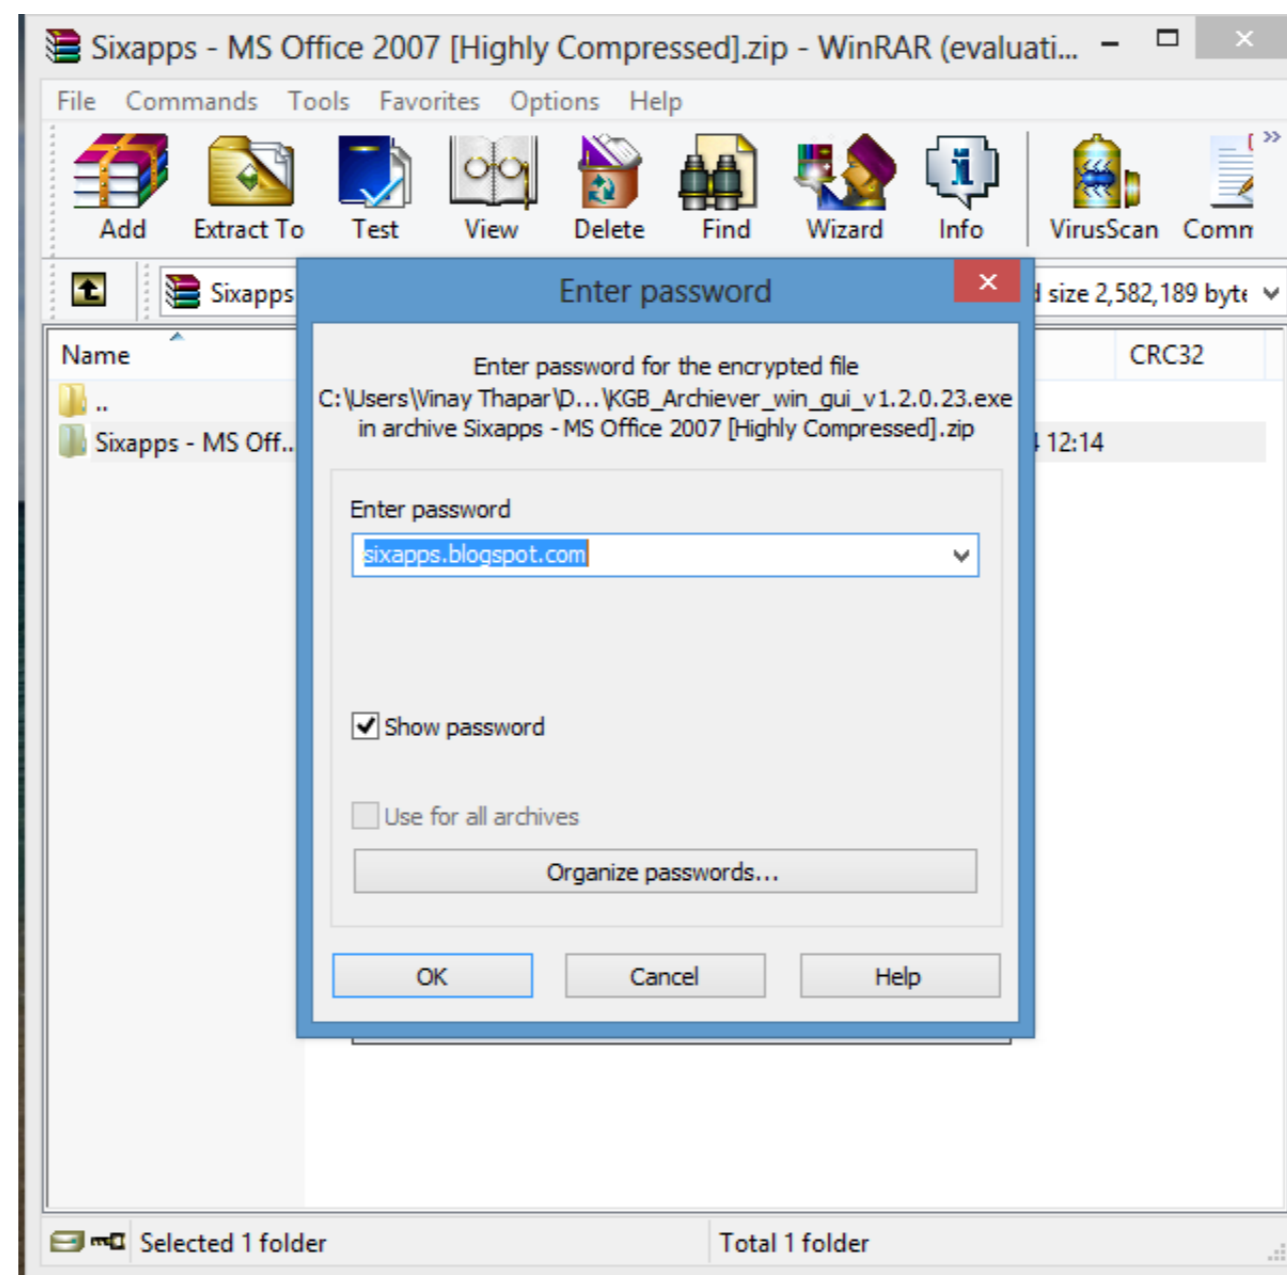 Sixapps - MS Office 2007 [Highly Compressed].zip - WinRAR (evaluati...
File Commands Tools Favorites Options Help
Add Extract To Test View Delete Find Wizard Info VirusScan Comm
Sixapps
d size 2,582,189 byte
Name CRC32
..
Sixapps - MS Off... 12:14
Enter password
Enter password for the encrypted file
C:\Users\Vinay Thapar\D...\KGB_Archiever_win_gui_v1.2.0.23.exe
in archive Sixapps - MS Office 2007 [Highly Compressed].zip
Enter password
sixapps.blogspot.com
Show password
Use for all archives
Organize passwords...
OK Cancel Help
Selected 1 folder Total 1 folder